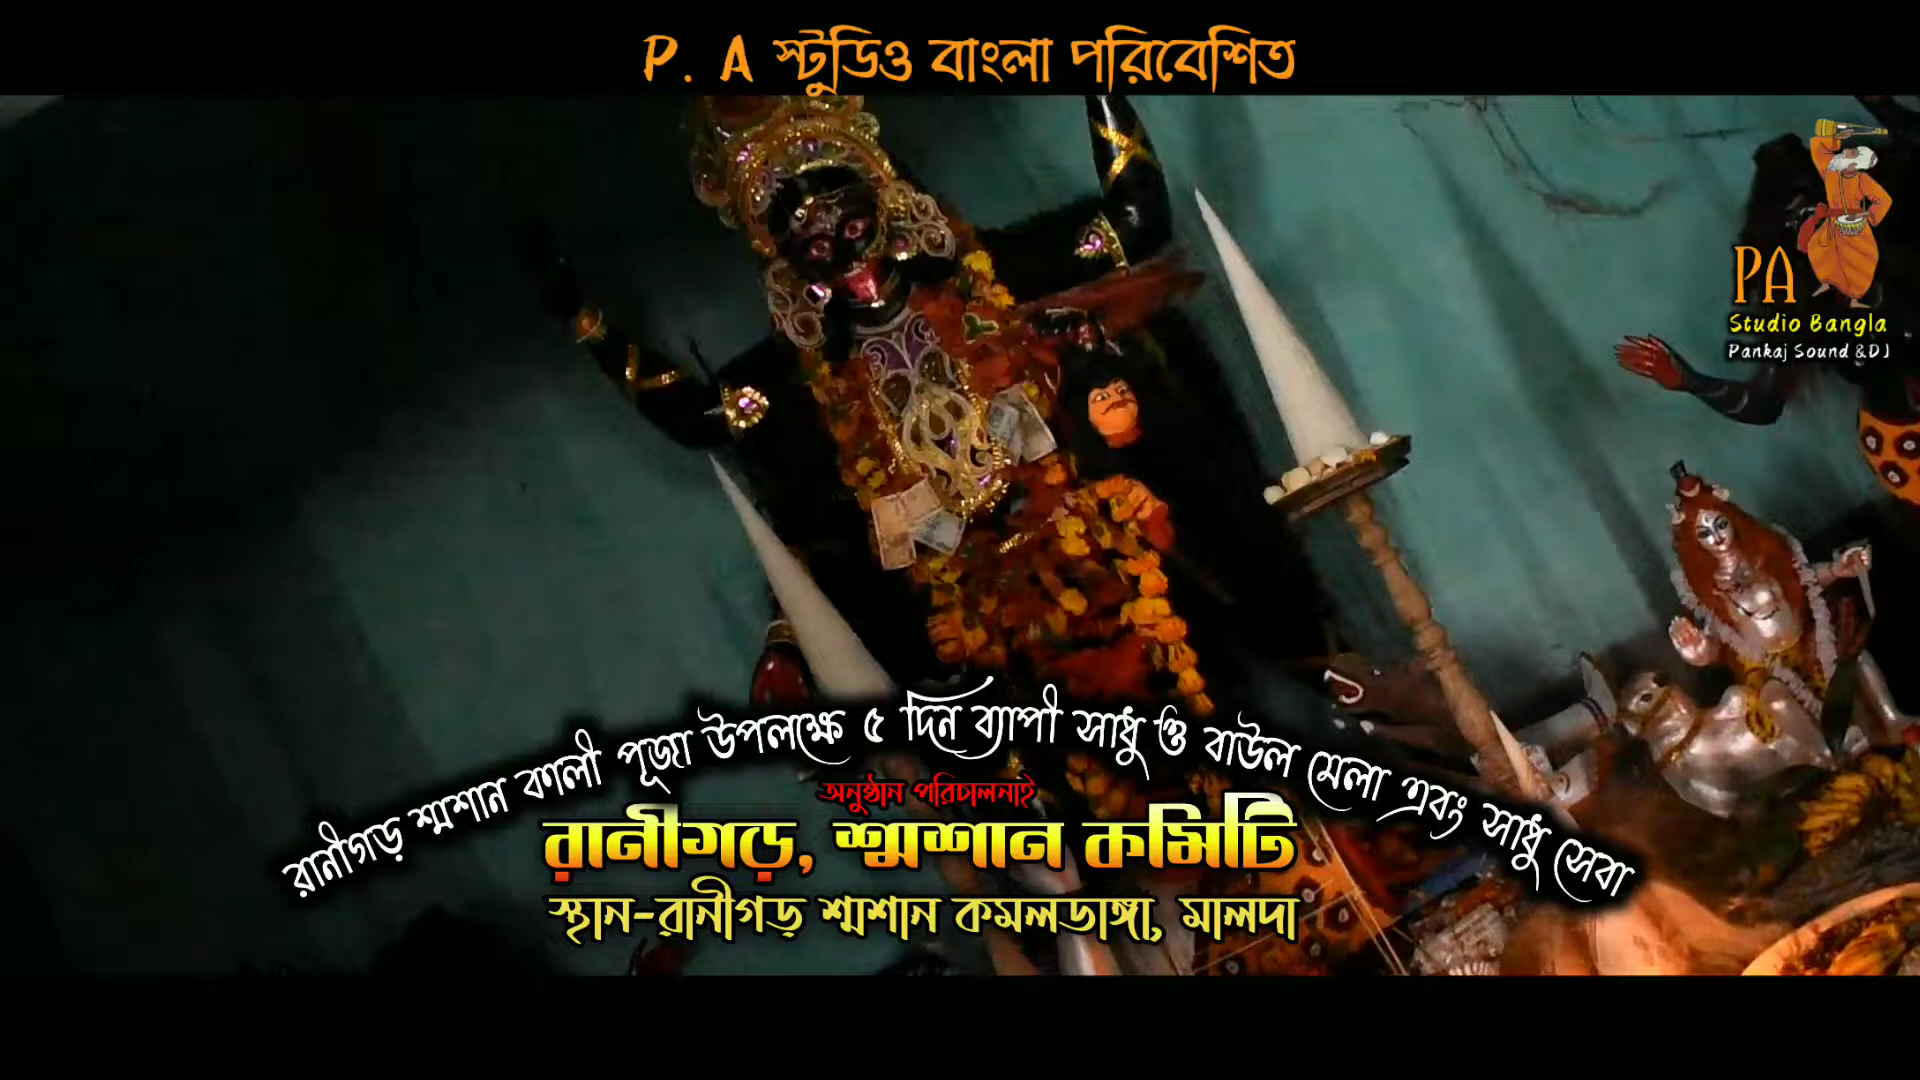 P. A স্টুডিও বাংলা পরিবেশিত
PA
Studio Bangla
Pankaj Sound &DJ
রানীগড় শ্মশান কালী পূজা উপলক্ষে ৫ দিন ব্যাপী সাধু ও বাউল মেলা এবং সাধু সেবা
অনুষ্ঠান পরিচালনাই
রানীগড়, শ্মশান কমিটি
স্থান-রানীগড় শ্মশান কমলডাঙ্গা, মালদা